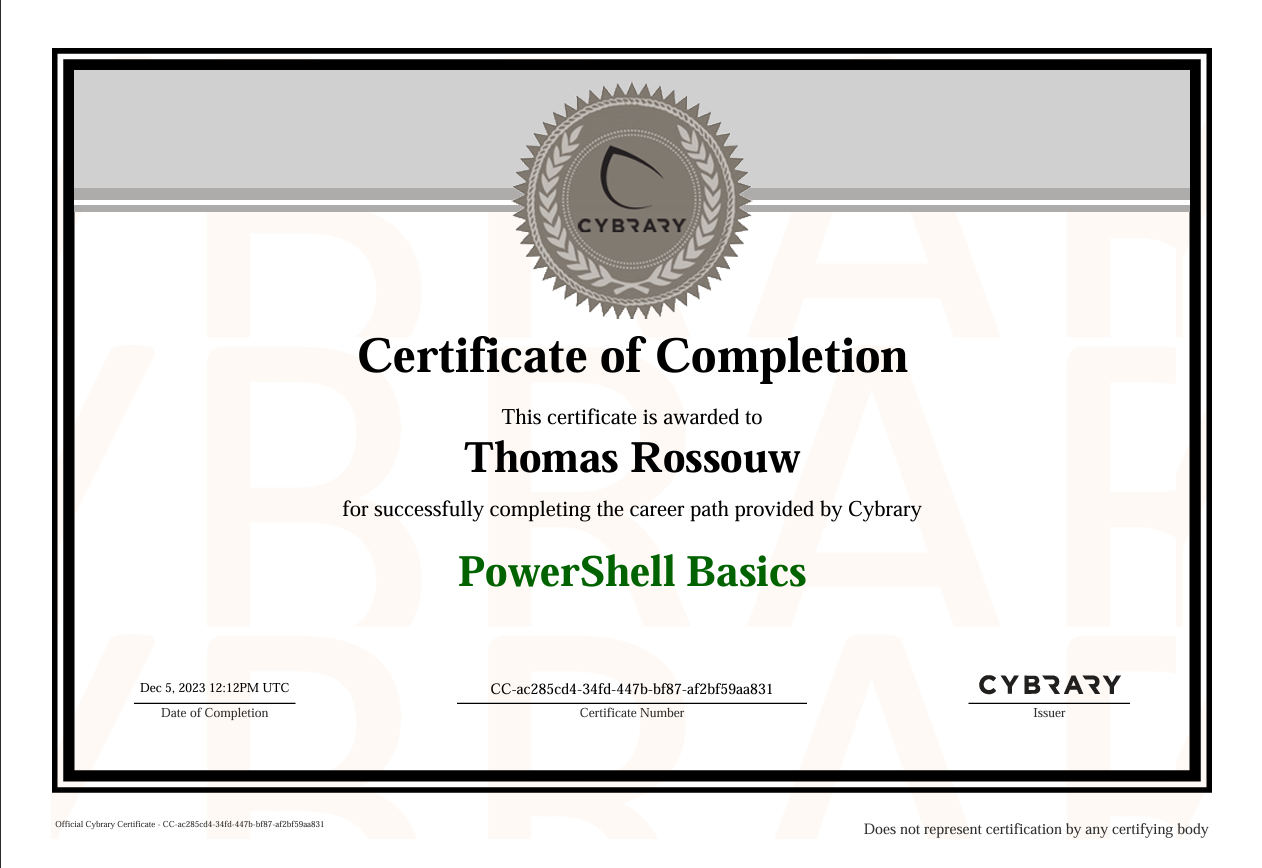 CYBRARY
Certificate of Completion
This certificate is awarded to
Thomas Rossouw
for successfully completing the career path provided by Cybrary
PowerShell Basics
Dec 5, 2023 12:12PM UTC
Date of Completion
CC-ac285cd4-34fd-447b-bf87-af2bf59aa831
Certificate Number
CYBRARY
Issuer
Official Cybrary Certificate - CC-ac285cd4-34fd-447b-bf87-af2bf59aa831
Does not represent certification by any certifying body